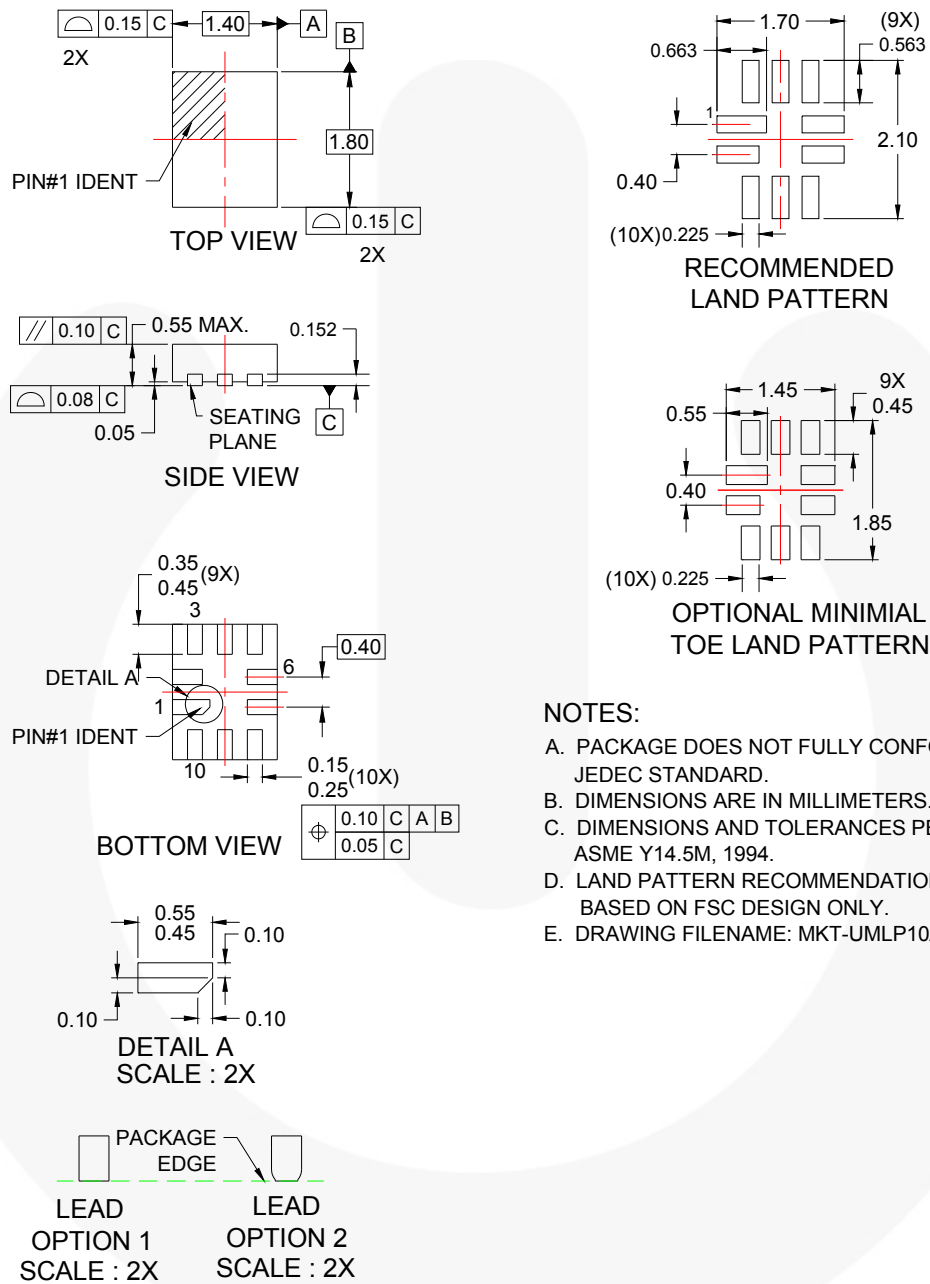 0.15 C
2X
1.40
A
B
1.80
PIN#1 IDENT
0.15 C
2X
TOP VIEW
1.70
(9X)
0.563
0.663
1
2.10
0.40
(10X) 0.225
RECOMMENDED
LAND PATTERN
// 0.10 C
0.55 MAX.
0.152
0.08 C
0.05
SEATING
PLANE
C
SIDE VIEW
1.45
9X
0.45
0.55
0.40
1.85
(10X) 0.225
OPTIONAL MINIMIAL
TOE LAND PATTERN
0.35
0.45 (9X)
3
0.40
DETAIL A
6
1
PIN#1 IDENT
10
0.15
0.25 (10X)
0.10 C A B
0.05 C
BOTTOM VIEW
0.55
0.45
0.10
0.10
0.10
DETAIL A
SCALE : 2X
PACKAGE
EDGE
LEAD
OPTION 1
SCALE : 2X
LEAD
OPTION 2
SCALE : 2X
NOTES:
A. PACKAGE DOES NOT FULLY
JEDEC STANDARD.
B. DIMENSIONS ARE IN MILLIMETERS.
C. DIMENSIONS AND TOLERANCES
ASME Y14.5M, 1994.
D. LAND PATTERN
BASED ON FSC DESIGN ONLY.
E. DRAWING FILENAME: